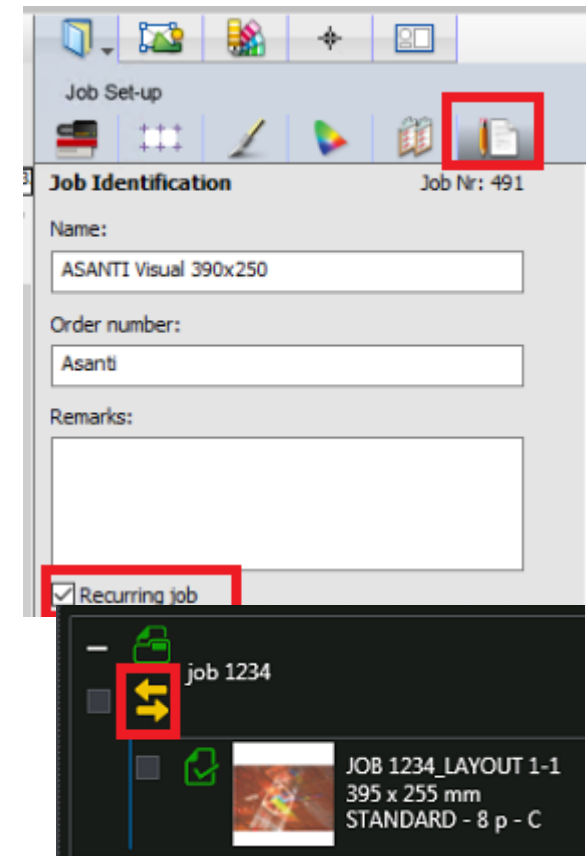 Job Set-up
Job Identification Job Nr: 491
Name:
ASANTI Visual 390x250
Order number:
Asanti
Remarks:
Recurring job
job 1234
JOB 1234_LAYOUT 1-1
395 x 255 mm
STANDARD - 8 p - C